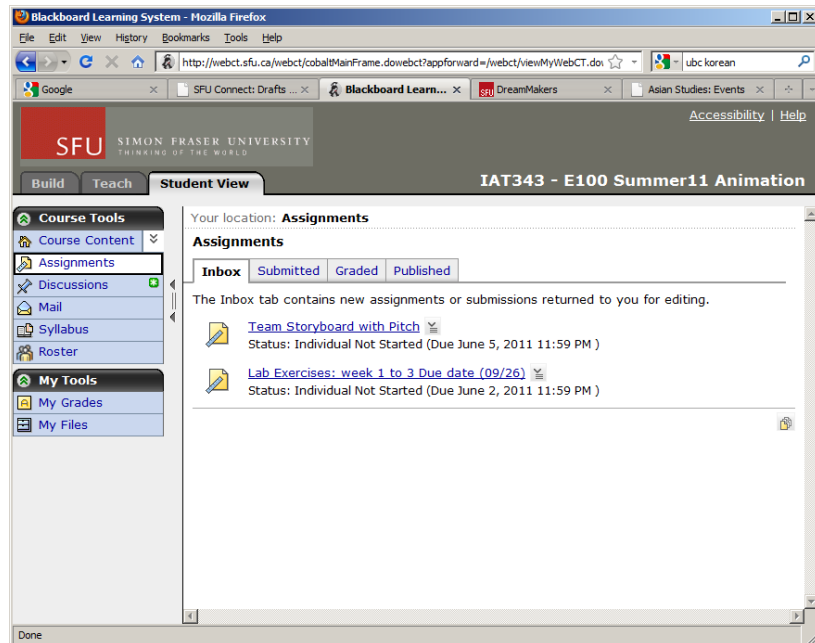 Blackboard Learning System - Mozilla Firefox
File Edit View History Bookmarks Tools Help
http://webct.sfu.ca/webct/cobaltMainFrame.dowebct?appforward=/webct/viewMyWebCT.dov ubc korean
Google SFU Connect: Drafts ... Blackboard Learn... SFU DreamMakers Asian Studies: Events
Accessibility | Help
SFU SIMON FRASER UNIVERSITY
THINKING OF THE WORLD
Build Teach Student View IAT343 - E100 Summer11 Animation
Course Tools
Course Content
Assignments
Discussions
Mail
Syllabus
Roster
My Tools
My Grades
My Files
Your location: Assignments
Assignments
Inbox Submitted Graded Published
The Inbox tab contains new assignments or submissions returned to you for editing.
Team Storyboard with Pitch
Status: Individual Not Started (Due June 5, 2011 11:59 PM )
Lab Exercises: week 1 to 3 Due date (09/26)
Status: Individual Not Started (Due June 2, 2011 11:59 PM )
Done